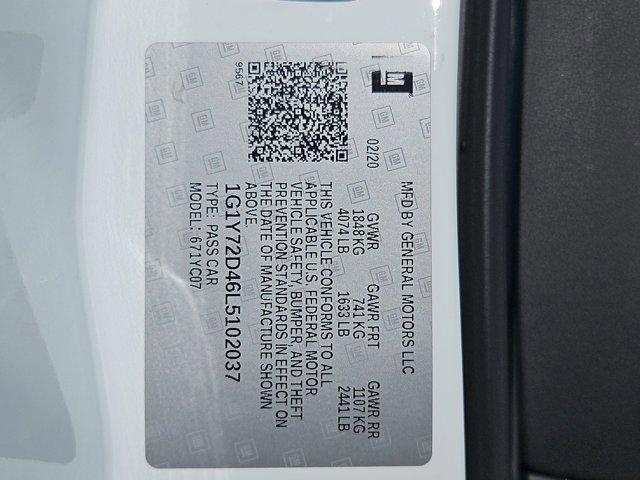 GM
MFD BY GENERAL MOTORS LLC
02/20
GVWR GAWR FRT GAWR RR
1848 KG 741 KG 1107 KG
4074 LB 1633 LB 2441 LB
THIS VEHICLE CONFORMS TO ALL
APPLICABLE U.S. FEDERAL MOTOR
VEHICLE SAFETY, BUMPER, AND THEFT
PREVENTION STANDARDS IN EFFECT ON
THE DATE OF MANUFACTURE SHOWN
ABOVE.
9567
1G1Y72D46L5102037
TYPE: PASS CAR
MODEL: 671YC07